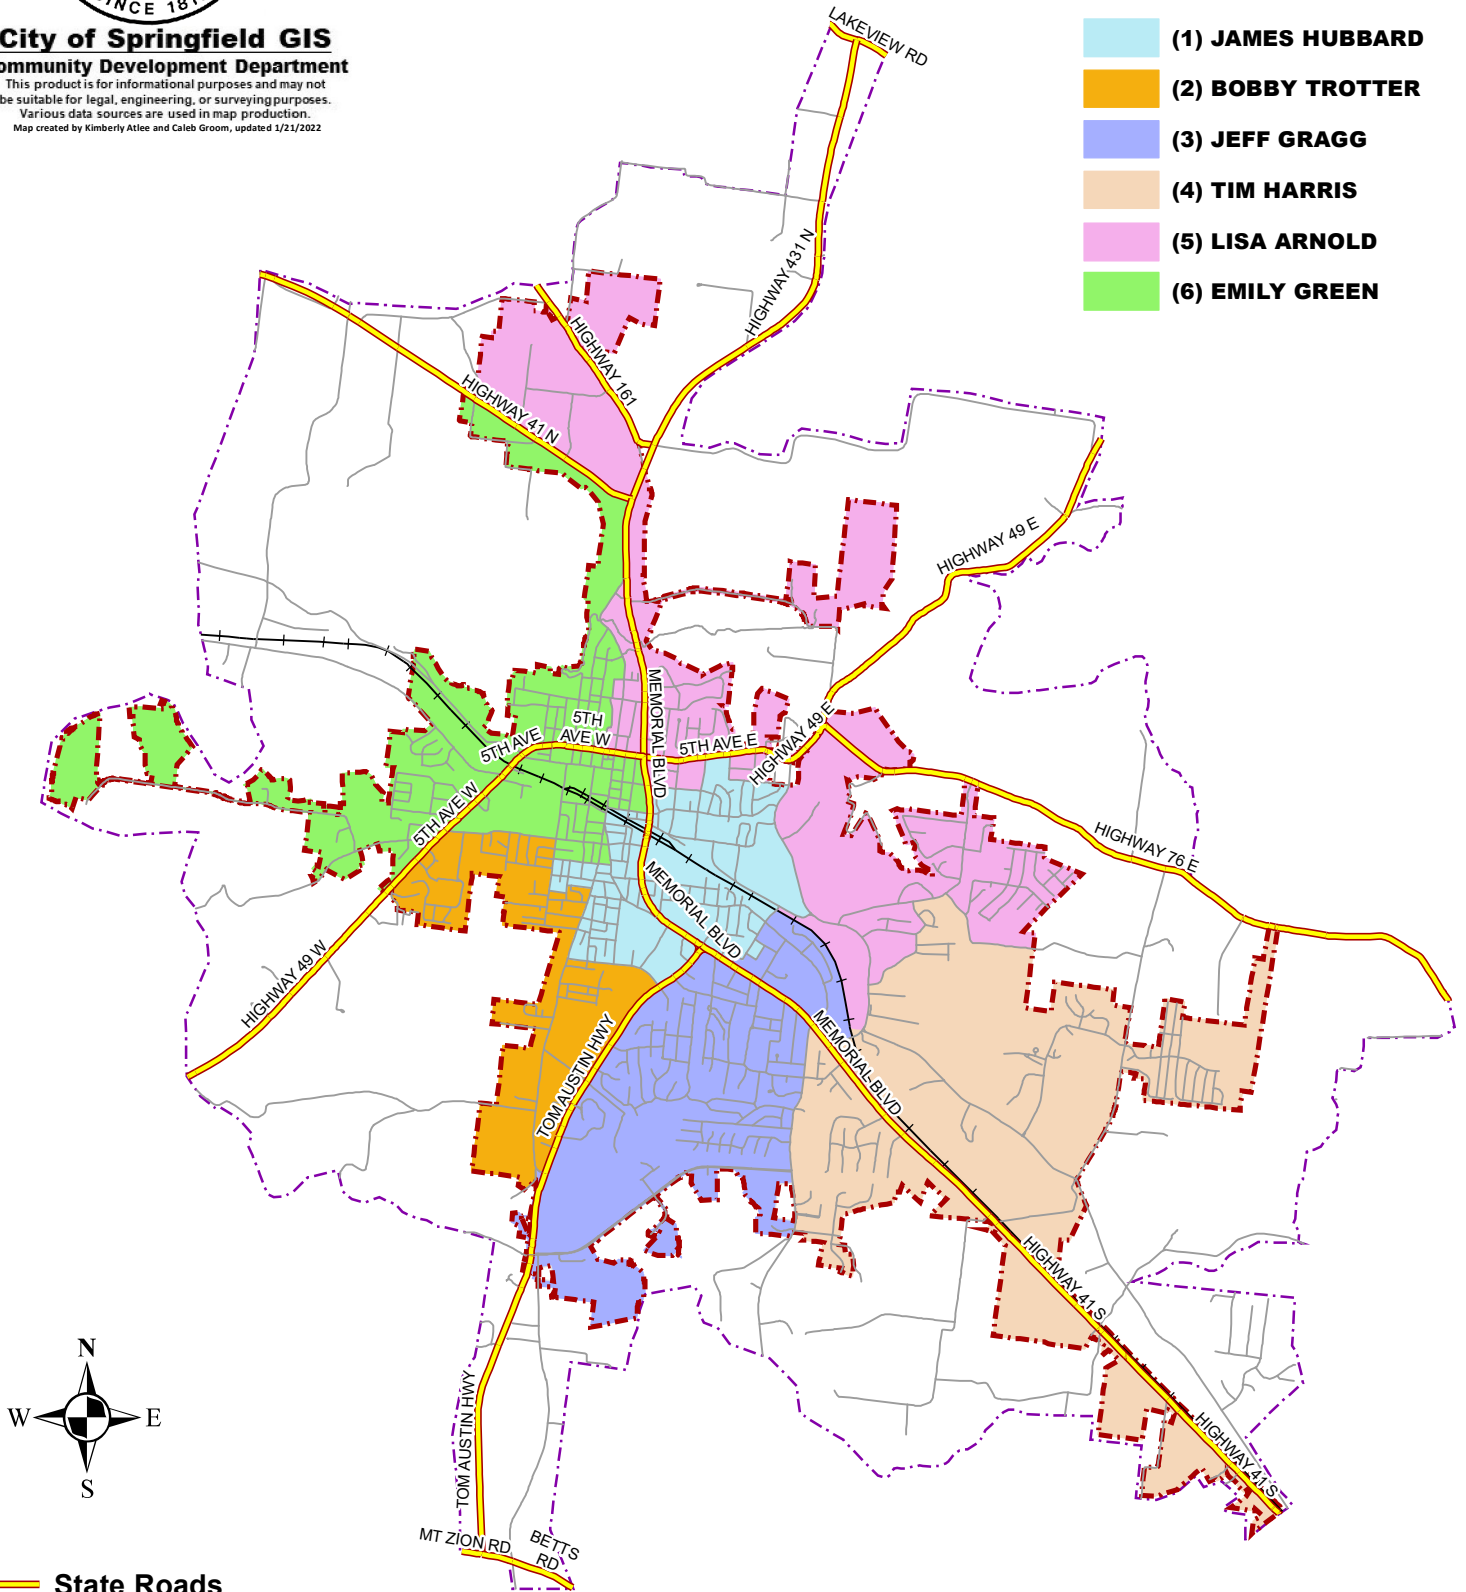 SINCE 18
City of Springfield GIS
ommunity Development Department
This product is for informational purposes and may not
be suitable for legal, engineering, or surveying purposes.
Various data sources are used in map production.
Map created by Kimberly Atlee and Caleb Groom, updated 1/21/2022
(1) JAMES HUBBARD
(2) BOBBY TROTTER
(3) JEFF GRAGG
(4) TIM HARRIS
(5) LISA ARNOLD
(6) EMILY GREEN
LAKEVIEW RD
HIGHWAY 431 N
HIGHWAY 161
HIGHWAY 41 N
HIGHWAY 49 E
MEMORIAL BLVD
5TH AVE
5TH
AVE W
5TH AVE E
HIGHWAY 49 E
5TH AVE W
HIGHWAY 76 E
MEMORIAL BLVD
HIGHWAY 49 W
TOM AUSTIN HWY
MEMORIAL BLVD
HIGHWAY 41 S
HIGHWAY 41 S
TOM AUSTIN HWY
MT ZION RD
BETTS
RD
N
W
E
S
State Roads